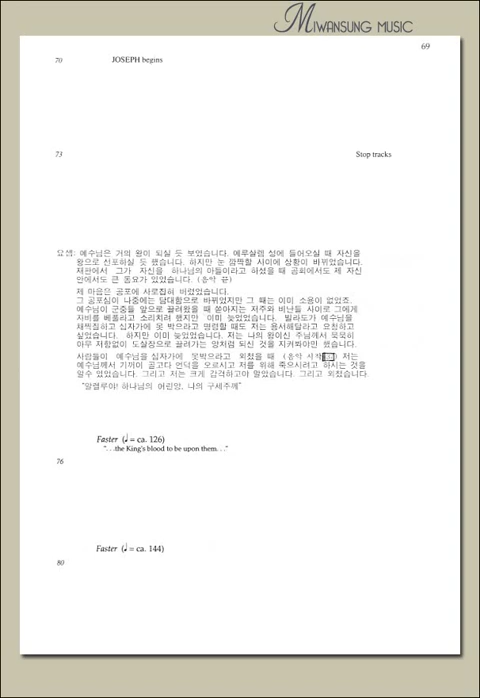 MIWANSUNG MUSIC
69
70 JOSEPH begins
73 Stop tracks
요셉: 예수님은 거의 왕이 되실 듯 보였습니다. 예루살렘 성에 들어오실 때 자신을
왕으로 선포하실 듯 했습니다. 하지만 눈 깜짝할 사이에 상황이 바뀌었습니다.
재판에서 그가 자신을 하나님의 아들이라고 하셨을 때 공회에서도 제 자신
안에서도 큰 동요가 있었습니다. (음악 끝)
제 마음은 공포에 사로잡혀 버렸었습니다.
그 공포심이 나중에는 담대함으로 바뀌었지만 그 때는 이미 소용이 없었죠.
예수님이 군중들 앞으로 끌려왔을 때 쏟아지는 저주와 비난들 사이로 그에게
자비를 베풀라고 소리치려 했지만 이미 늦었었습니다. 빌라도가 예수님을
채찍질하고 십자가에 못 박으라고 명령할 때도 저는 용서해달라고 요청하고
싶었습니다. 하지만 이미 늦었습니다. 저는 나의 왕이신 주님께서 묵묵히
아무 저항없이 도살장으로 끌려가는 양처럼 되신 것을 지켜봐야만 했습니다.
사람들이 예수님을 십자가에 못박으라고 외쳤을 때 (음악 시작) 저는
예수님께서 기꺼이 골고다 언덕을 오르시고 저를 위해 죽으시려고 하시는 것을
알수 있었습니다. 그리고 저는 크게 감격하고야 말았습니다. 그리고 외쳤습니다.
"할렐루야! 하나님의 어린양, 나의 구세주께"
Faster (♩ = ca. 126)
". . .the King's blood to be upon them. . ."
76
Faster (♩ = ca. 144)
80